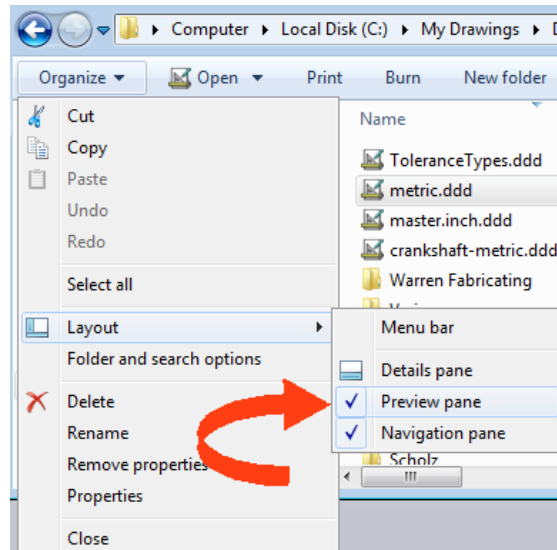 Computer Local Disk (C:) My Drawings
Organize Open Print Burn New folder
Name
ToleranceTypes.ddd
metric.ddd
master.inch.ddd
crankshaft-metric.ddd
Warren Fabricating
Cut
Copy
Paste
Undo
Redo
Select all
Layout
Folder and search options
Delete
Rename
Remove properties
Properties
Close
Menu bar
Details pane
Preview pane
Navigation pane
Scholz